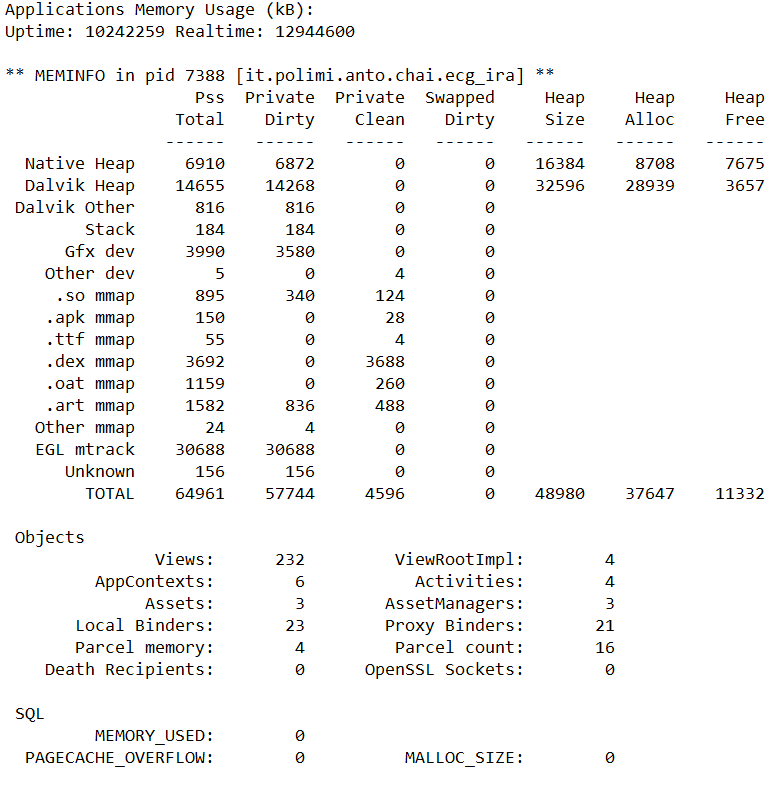 Applications Memory Usage (kB):
Uptime: 10242259 Realtime: 12944600

** MEMINFO in pid 7388 [it.polimi.anto.chai.ecg_ira] **
                   Pss  Private  Private  Swapped     Heap     Heap     Heap
                 Total    Dirty    Clean    Dirty     Size    Alloc     Free
                ------   ------   ------   ------   ------   ------   ------
  Native Heap     6910     6872        0        0    16384     8708     7675
  Dalvik Heap    14655    14268        0        0    32596    28939     3657
 Dalvik Other      816      816        0        0
        Stack      184      184        0        0
      Gfx dev     3990     3580        0        0
    Other dev        5        0        4        0
     .so mmap      895      340      124        0
    .apk mmap      150        0       28        0
    .ttf mmap       55        0        4        0
    .dex mmap     3692        0     3688        0
    .oat mmap     1159        0      260        0
    .art mmap     1582      836      488        0
   Other mmap       24        4        0        0
   EGL mtrack    30688    30688        0        0
      Unknown      156      156        0        0
        TOTAL    64961    57744     4596        0    48980    37647    11332

 Objects
               Views:      232         ViewRootImpl:        4
         AppContexts:        6           Activities:        4
              Assets:        3        AssetManagers:        3
       Local Binders:       23        Proxy Binders:       21
       Parcel memory:        4         Parcel count:       16
    Death Recipients:        0      OpenSSL Sockets:        0

 SQL
         MEMORY_USED:        0
  PAGECACHE_OVERFLOW:        0          MALLOC_SIZE:        0